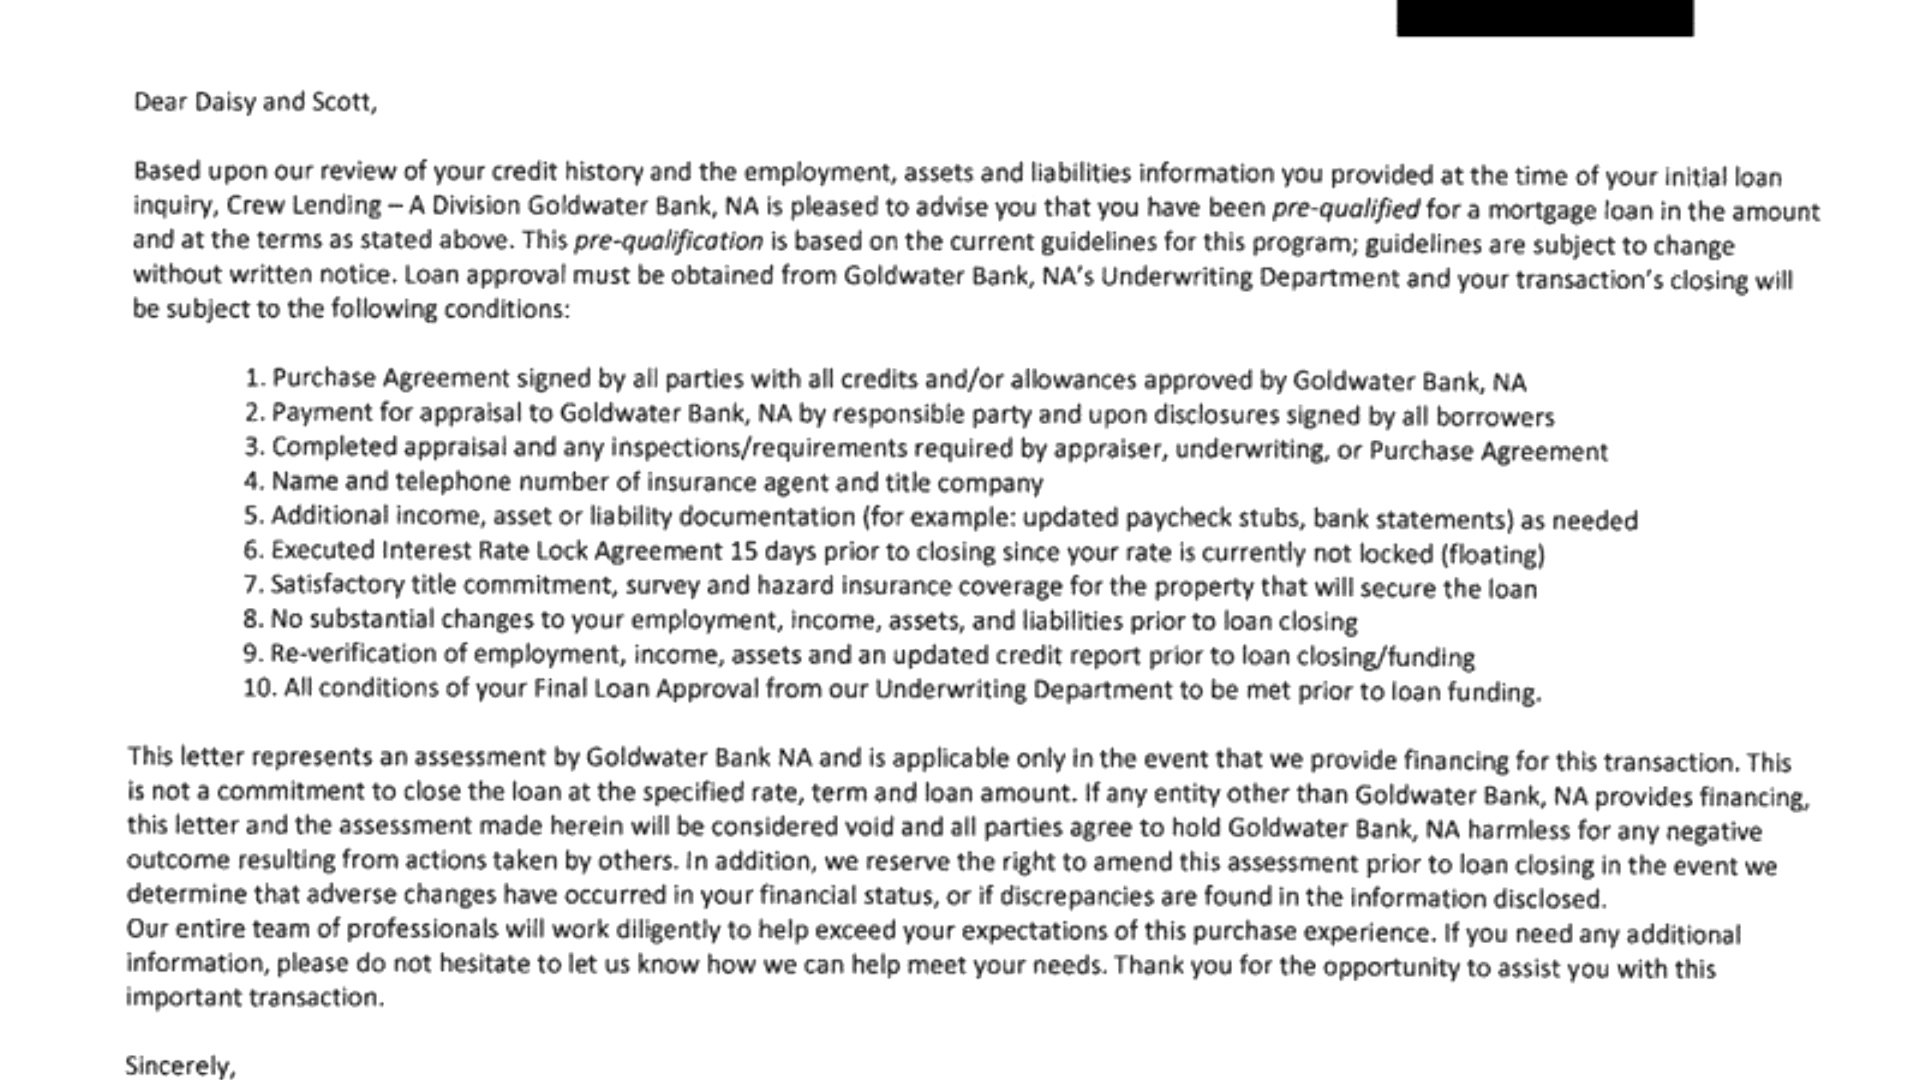 Dear Daisy and Scott,
Based upon our review of your credit history and the employment, assets and liabilities information you provided at the time of your initial loan
inquiry, Crew Lending – A Division Goldwater Bank, NA is pleased to advise you that you have been pre-qualified for a mortgage loan in the amount
and at the terms as stated above. This pre-qualification is based on the current guidelines for this program; guidelines are subject to change
without written notice. Loan approval must be obtained from Goldwater Bank, NA's Underwriting Department and your transaction's closing will
be subject to the following conditions:
1. Purchase Agreement signed by all parties with all credits and/or allowances approved by Goldwater Bank, NA
2. Payment for appraisal to Goldwater Bank, NA by responsible party and upon disclosures signed by all borrowers
3. Completed appraisal and any inspections/requirements required by appraiser, underwriting, or Purchase Agreement
4. Name and telephone number of insurance agent and title company
5. Additional income, asset or liability documentation (for example: updated paycheck stubs, bank statements) as needed
6. Executed Interest Rate Lock Agreement 15 days prior to closing since your rate is currently not locked (floating)
7. Satisfactory title commitment, survey and hazard insurance coverage for the property that will secure the loan
8. No substantial changes to your employment, income, assets, and liabilities prior to loan closing
9. Re-verification of employment, income, assets and an updated credit report prior to loan closing/funding
10. All conditions of your Final Loan Approval from our Underwriting Department to be met prior to loan funding.
This letter represents an assessment by Goldwater Bank NA and is applicable only in the event that we provide financing for this transaction. This
is not a commitment to close the loan at the specified rate, term and loan amount. If any entity other than Goldwater Bank, NA provides financing,
this letter and the assessment made herein will be considered void and all parties agree to hold Goldwater Bank, NA harmless for any negative
outcome resulting from actions taken by others. In addition, we reserve the right to amend this assessment prior to loan closing in the event we
determine that adverse changes have occurred in your financial status, or if discrepancies are found in the information disclosed.
Our entire team of professionals will work diligently to help exceed your expectations of this purchase experience. If you need any additional
information, please do not hesitate to let us know how we can help meet your needs. Thank you for the opportunity to assist you with this
important transaction.
Sincerely,